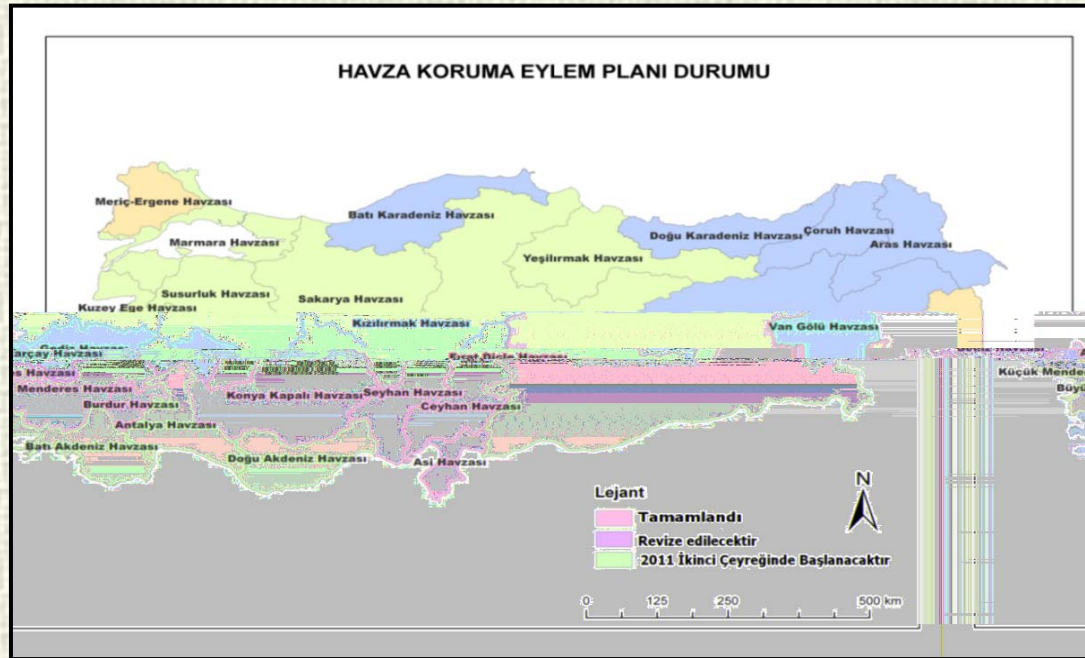 HAVZA KORUMA EYLEM PLANI DURUMU
Meriç-Ergene Havzası
Batı Karadeniz Havzası
Marmara Havzası
Doğu Karadeniz Havzası
Çoruh Havzası
Aras Havzası
Yeşilırmak Havzası
Susurluk Havzası
Sakarya Havzası
Kuzey Ege Havzası
Kızılırmak Havzası
Van Gölü Havzası
Havzası
Menderes Havzası
Konya Kapalı Havzası
Seyhan Havzası
Burdur Havzası
Ceyhan Havzası
Antalya Havzası
Batı Akdeniz Havzası
Doğu Akdeniz Havzası
Asi Havzası
Küçük
N
Lejant
Tamamlandı
Revize edilecektir
2011 İkinci Çeyreğinde Başlanacaktır
0 125 250 500 km